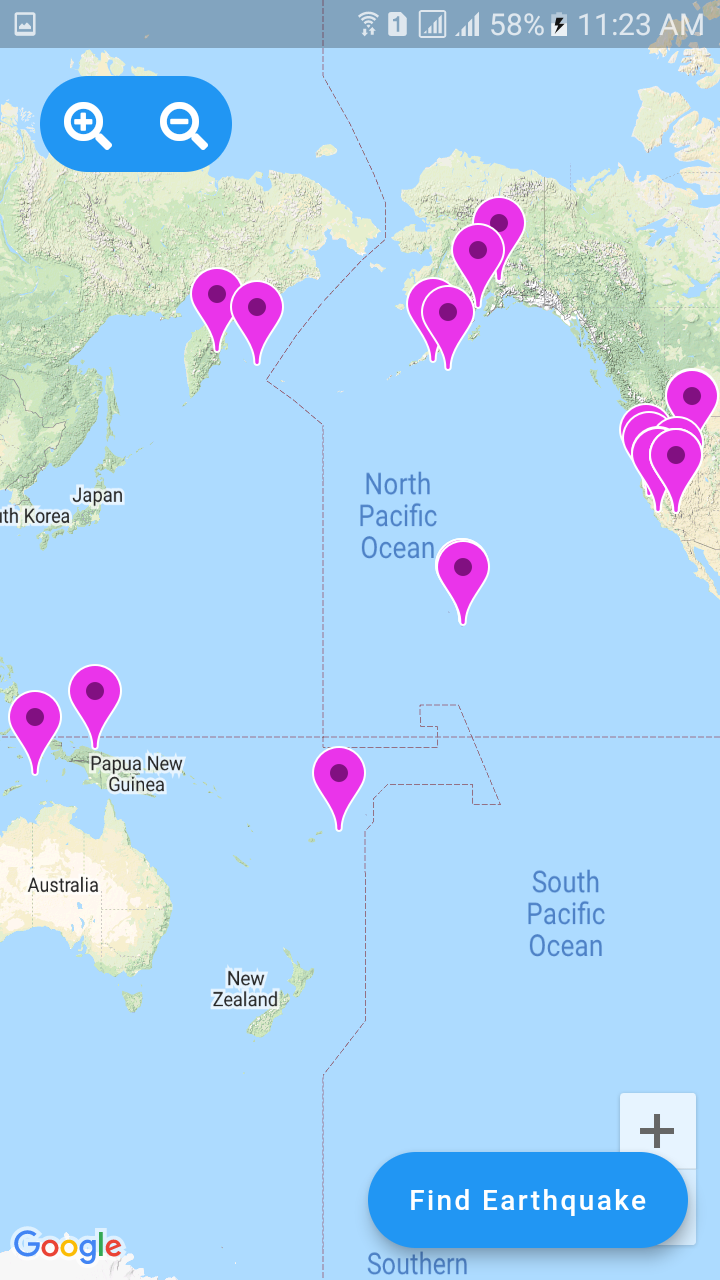 1 58% 11:23 AM
North
Pacific
Ocean
Japan
uth Korea
Papua New
Guinea
Australia
South
Pacific
Ocean
New
Zealand
Find Earthquake
Google
Southern